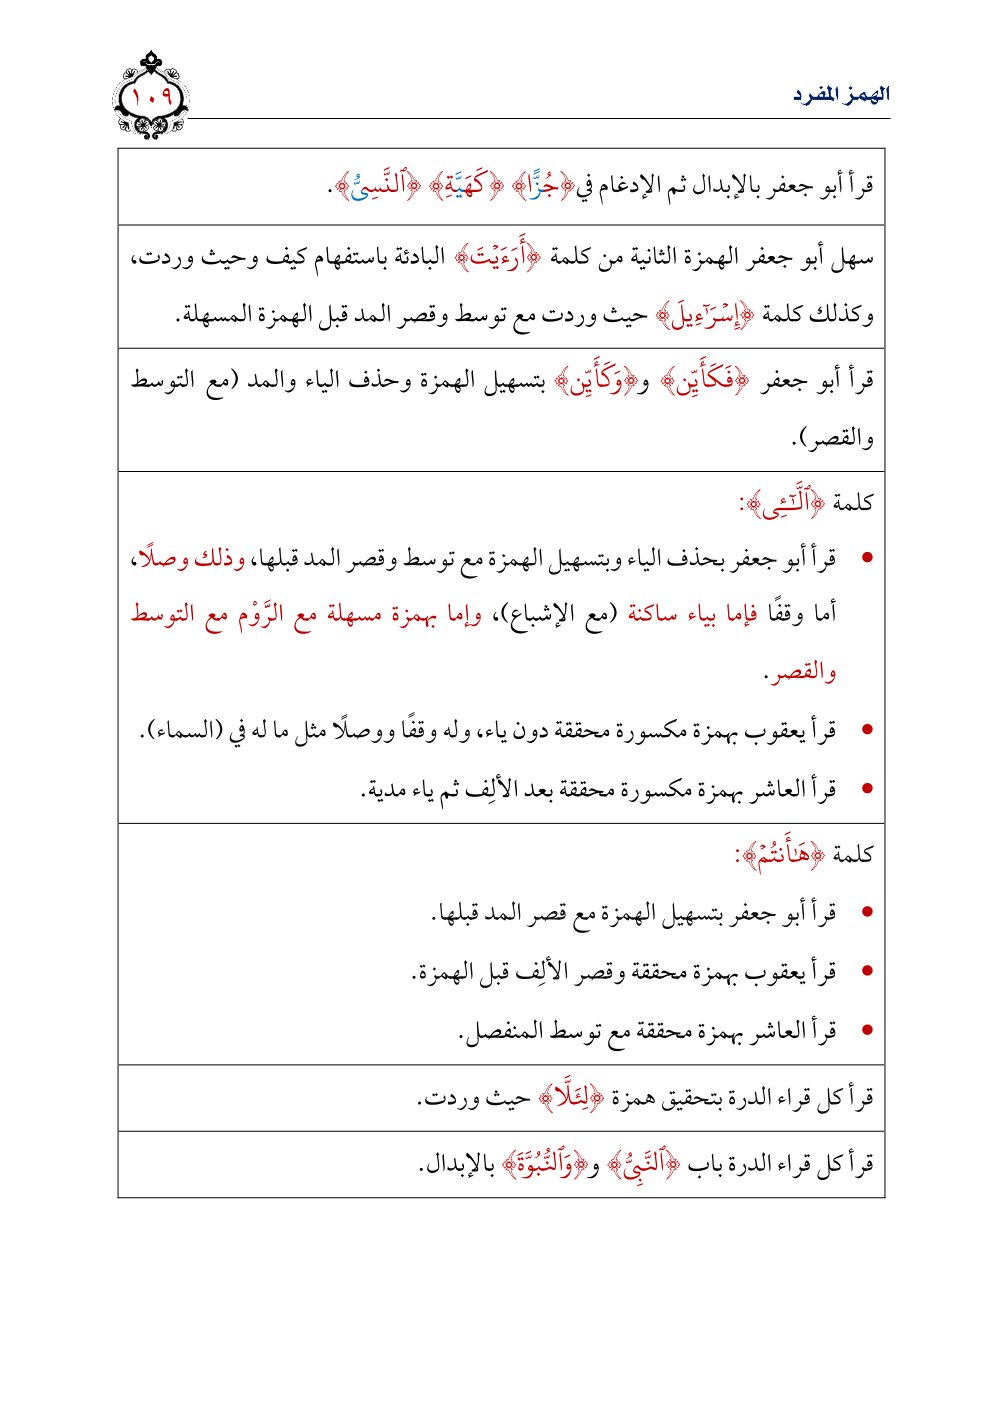 الهمز المفرد
١٠٩
قرأ أبو جعفر بالإبدال ثم الإدغام في ﴿جُزًّا﴾ ﴿كَهَيَّةِ﴾ ﴿ٱلنَّسِيُّ﴾.
سهل أبو جعفر الهمزة الثانية من كلمة ﴿أَرَءَيْتَ﴾ البادئة باستفهام كيف وحيث وردت،
وكذلك كلمة ﴿إِسْرَٰٓءِيلَ﴾ حيث وردت مع توسط وقصر المد قبل الهمزة المسهلة.
قرأ أبو جعفر ﴿فَكَأَيِّن﴾ و﴿وَكَأَيِّن﴾ بتسهيل الهمزة وحذف الياء والمد (مع التوسط
والقصر).
كلمة ﴿ٱلَّٰٓـِٔى﴾:
• قرأ أبو جعفر بحذف الياء وبتسهيل الهمزة مع توسط وقصر المد قبلها، وذلك وصلًا،
أما وقفًا فإما بياء ساكنة (مع الإشباع)، وإما بهمزة مسهلة مع الرَّوْم مع التوسط
والقصر.
• قرأ يعقوب بهمزة مكسورة محققة دون ياء، وله وقفًا ووصلًا مثل ما له في (السماء).
• قرأ العاشر بهمزة مكسورة محققة بعد الألِف ثم ياء مدية.
كلمة ﴿هَٰأَنتُمْ﴾:
• قرأ أبو جعفر بتسهيل الهمزة مع قصر المد قبلها.
• قرأ يعقوب بهمزة محققة وقصر الألِف قبل الهمزة.
• قرأ العاشر بهمزة محققة مع توسط المنفصل.
قرأ كل قراء الدرة بتحقيق همزة ﴿لِئَلَّا﴾ حيث وردت.
قرأ كل قراء الدرة باب ﴿ٱلنَّبِيُّ﴾ و﴿وَٱلنُّبُوَّةَ﴾ بالإبدال.